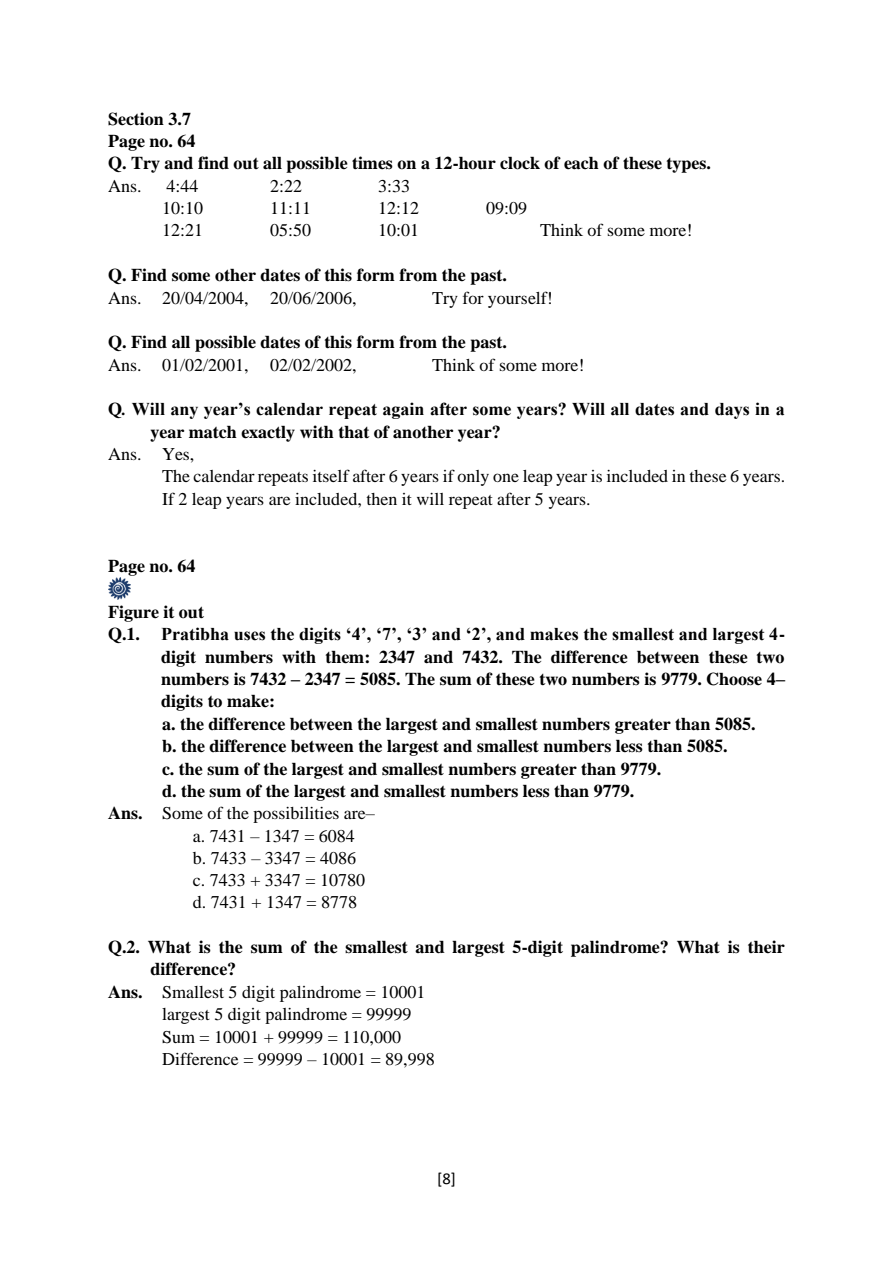 Section 3.7
Page no. 64
Q. Try and find out all possible times on a 12-hour clock of each of these types.
Ans. 4:44 2:22 3:33
10:10 11:11 12:12 09:09
12:21 05:50 10:01 Think of some more!
Q. Find some other dates of this form from the past.
Ans. 20/04/2004, 20/06/2006, Try for yourself!
Q. Find all possible dates of this form from the past.
Ans. 01/02/2001, 02/02/2002, Think of some more!
Q. Will any year’s calendar repeat again after some years? Will all dates and days in a
year match exactly with that of another year?
Ans. Yes,
The calendar repeats itself after 6 years if only one leap year is included in these 6 years.
If 2 leap years are included, then it will repeat after 5 years.
Page no. 64
Figure it out
Q.1. Pratibha uses the digits ‘4’, ‘7’, ‘3’ and ‘2’, and makes the smallest and largest 4-
digit numbers with them: 2347 and 7432. The difference between these two
numbers is 7432 – 2347 = 5085. The sum of these two numbers is 9779. Choose 4–
digits to make:
a. the difference between the largest and smallest numbers greater than 5085.
b. the difference between the largest and smallest numbers less than 5085.
c. the sum of the largest and smallest numbers greater than 9779.
d. the sum of the largest and smallest numbers less than 9779.
Ans. Some of the possibilities are–
a. 7431 – 1347 = 6084
b. 7433 – 3347 = 4086
c. 7433 + 3347 = 10780
d. 7431 + 1347 = 8778
Q.2. What is the sum of the smallest and largest 5-digit palindrome? What is their
difference?
Ans. Smallest 5 digit palindrome = 10001
largest 5 digit palindrome = 99999
Sum = 10001 + 99999 = 110,000
Difference = 99999 – 10001 = 89,998
[8]